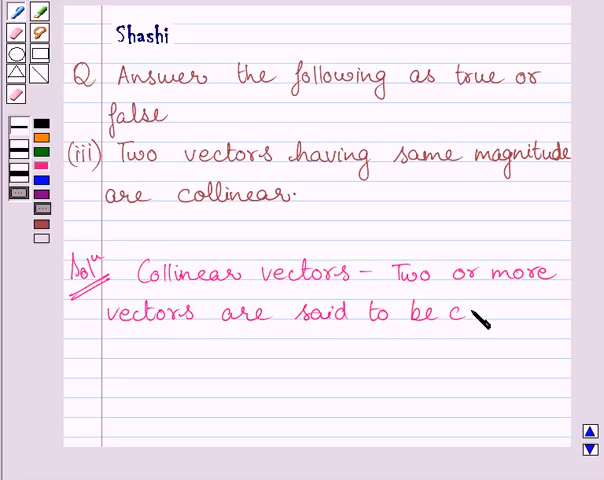 Shashi
Q Answer the following as true or
false
(iii) Two vectors having same magnitude
are collinear.
Solⁿ Collinear vectors - Two or more
vectors are said to be c